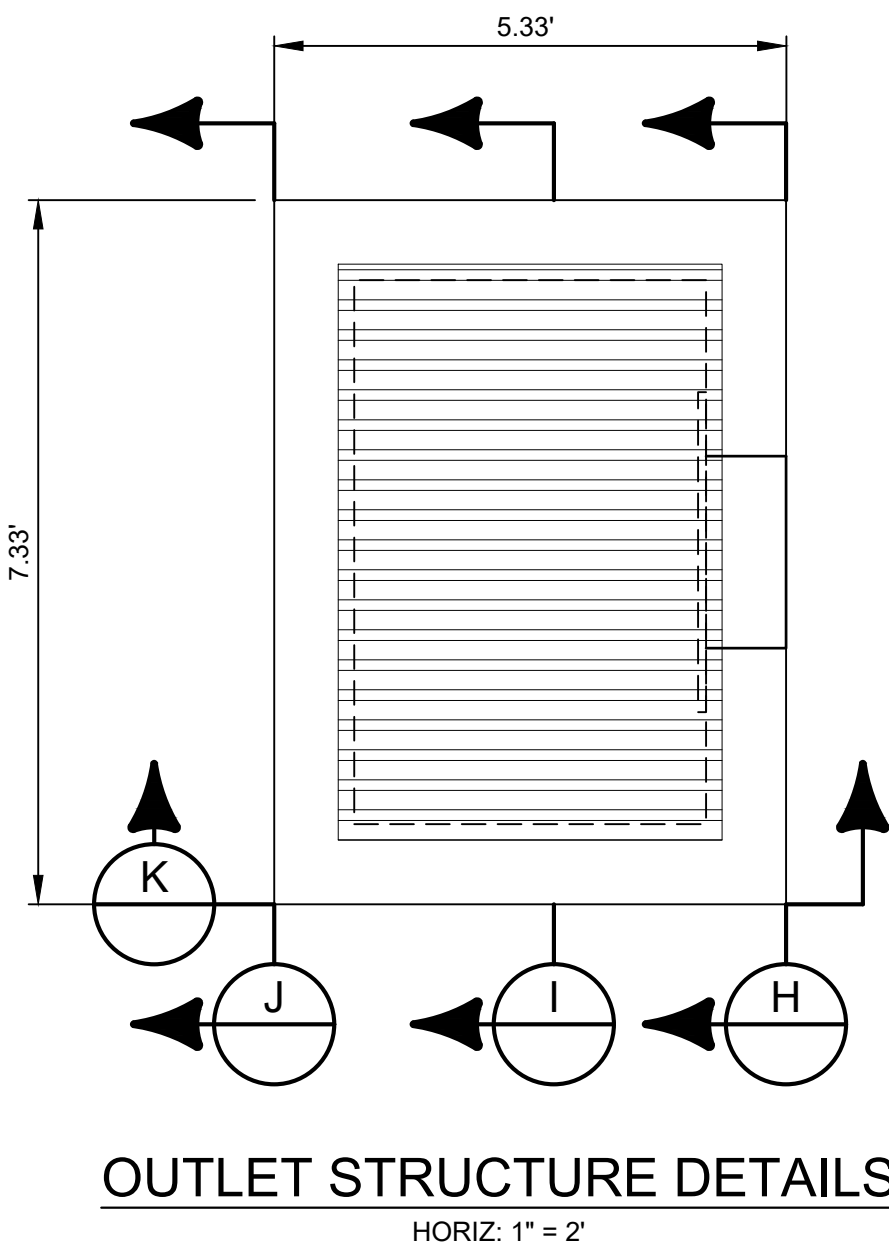 5.33'
7.33'
K
J
I
H
OUTLET STRUCTURE DETAILS
HORIZ: 1" = 2'